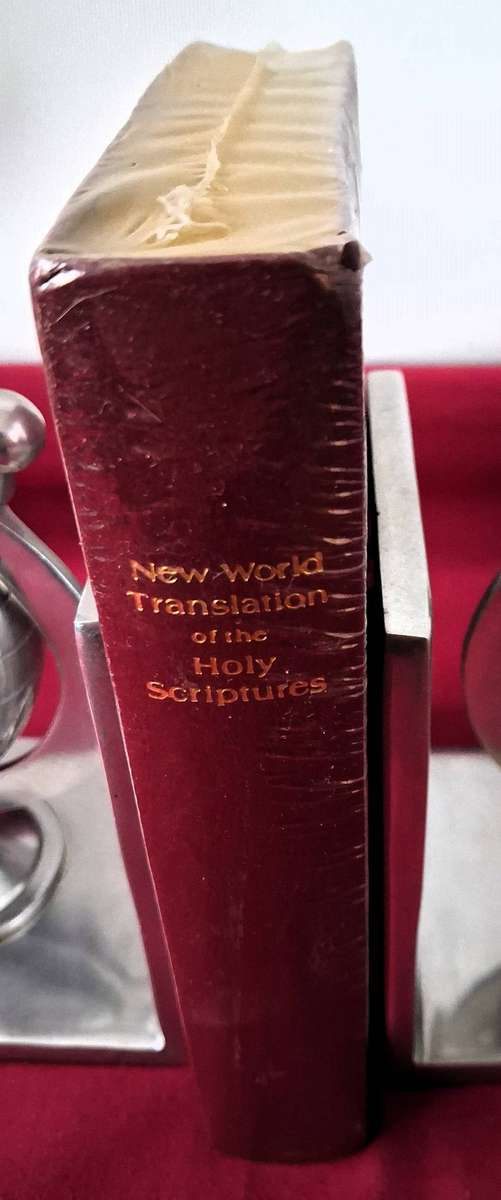 New World
Translation
of the
Holy
Scriptures